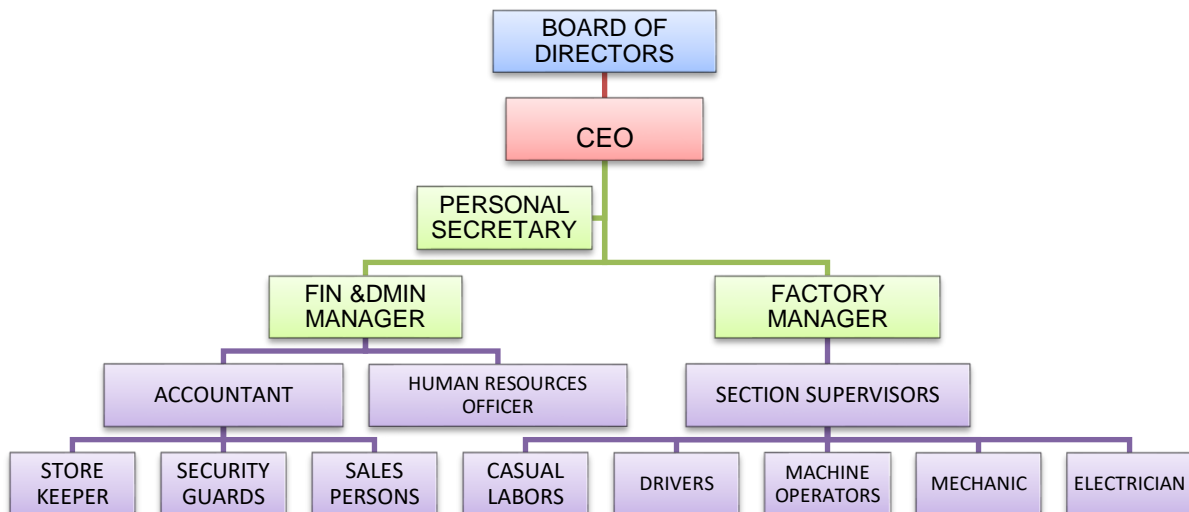 BOARD OF
DIRECTORS
CEO
PERSONAL
SECRETARY
FIN &DMIN
MANAGER
FACTORY
MANAGER
ACCOUNTANT
HUMAN RESOURCES
OFFICER
SECTION SUPERVISORS
STORE
KEEPER
SECURITY
GUARDS
SALES
PERSONS
CASUAL
LABORS
DRIVERS
MACHINE
OPERATORS
MECHANIC
ELECTRICIAN